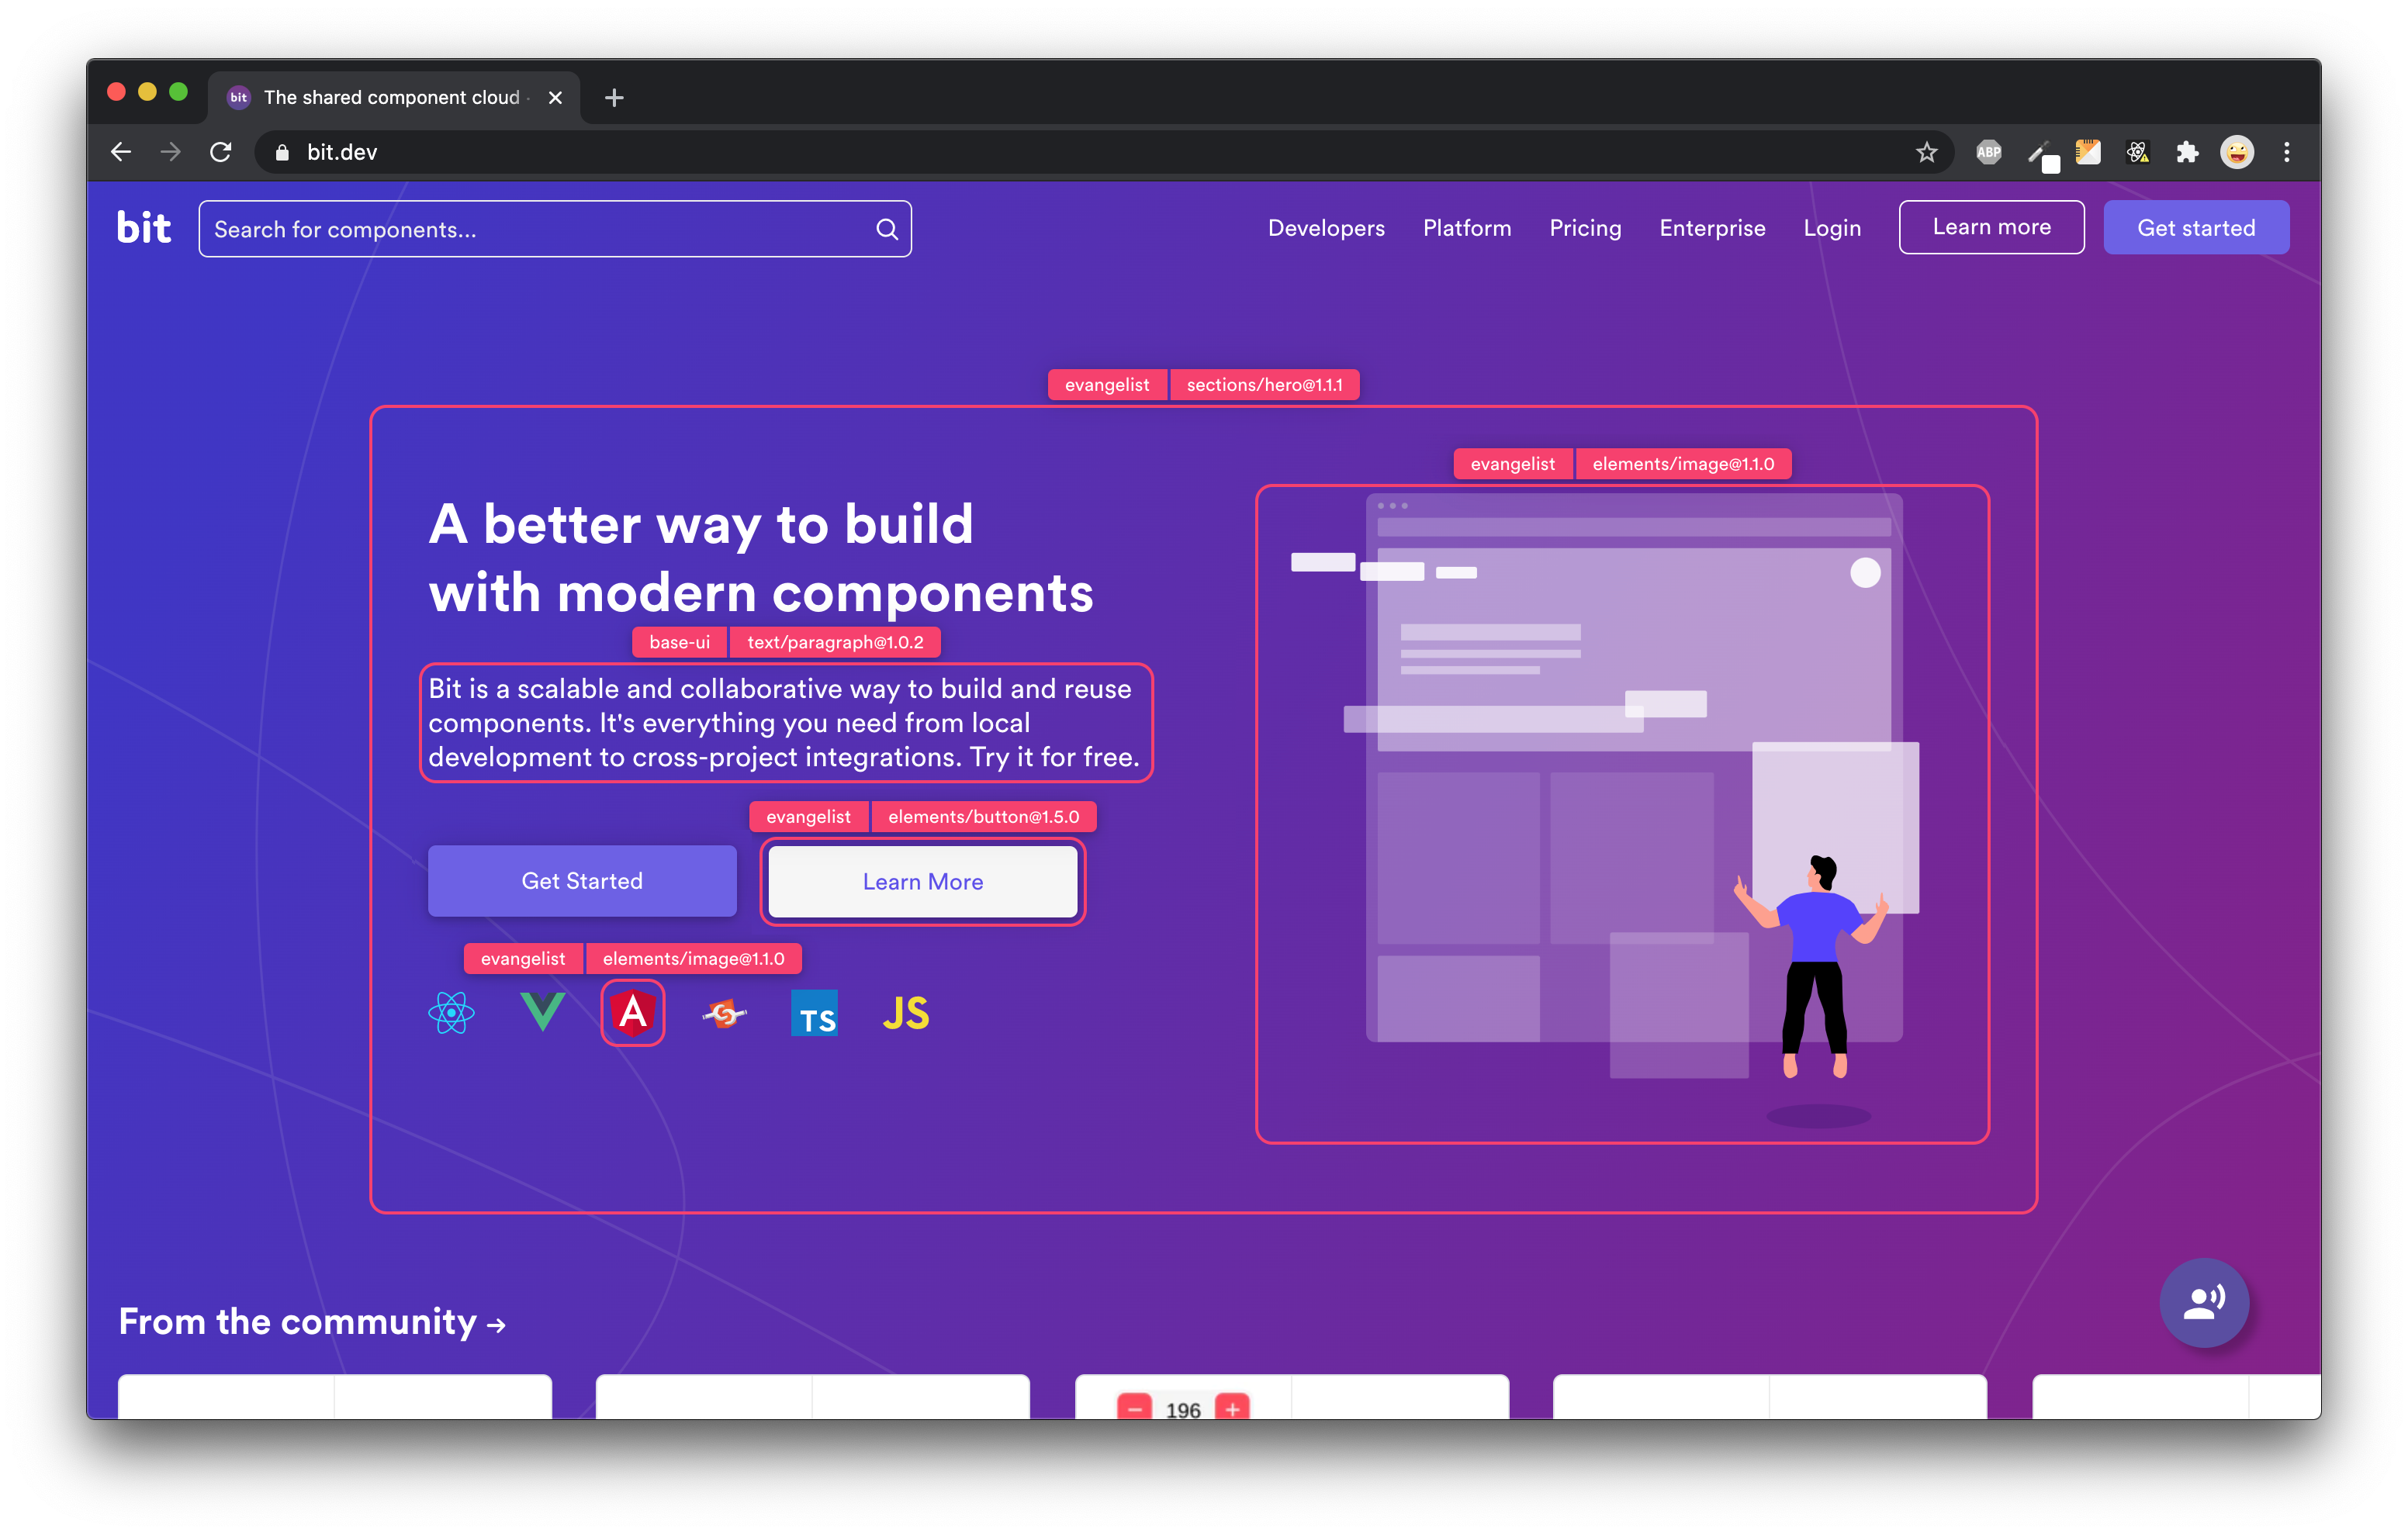 bit The shared component cloud
bit.dev
ABP
bit
Search for components...
Developers Platform Pricing Enterprise Login Learn more Get started
evangelist sections/hero@1.1.1
evangelist elements/image@1.1.0
A better way to build
with modern components
base-ui text/paragraph@1.0.2
Bit is a scalable and collaborative way to build and reuse
components. It's everything you need from local
development to cross-project integrations. Try it for free.
evangelist elements/button@1.5.0
Get Started Learn More
evangelist elements/image@1.1.0
A TS JS
From the community →
− 196 +